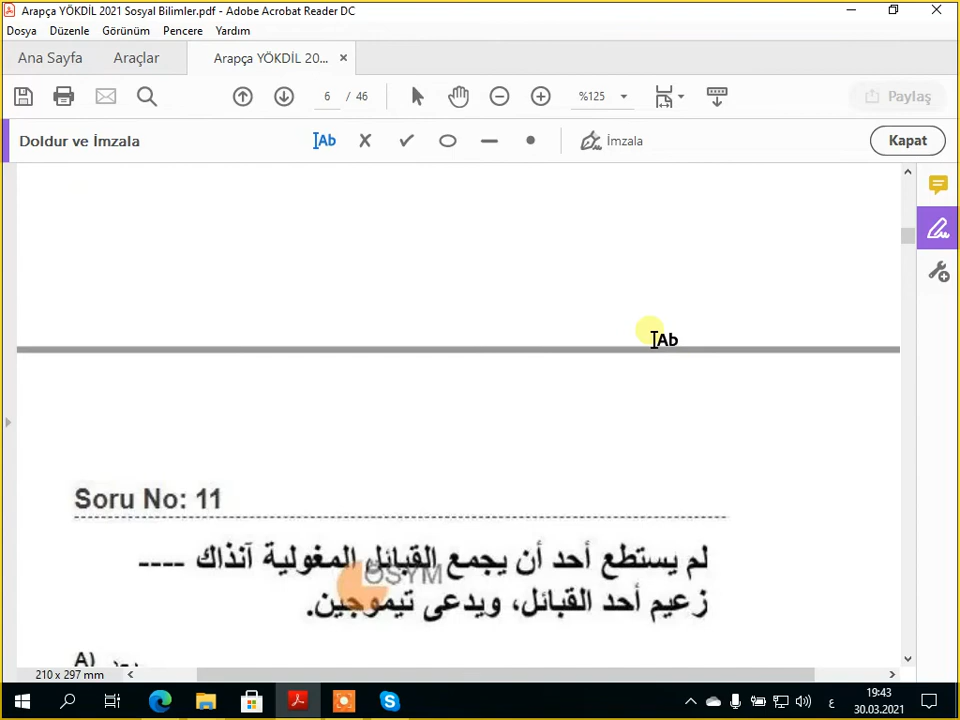 Arapça YÖKDİL 2021 Sosyal Bilimler.pdf - Adobe Acrobat Reader DC
Dosya Düzenle Görünüm Pencere Yardım
Ana Sayfa Araçlar Arapça YÖKDİL 20... ×
6 / 46 %125 Paylaş
Doldur ve İmzala Ab İmzala Kapat
Ab
Soru No: 11
لم يستطع أحد أن يجمع القبائل المغولية آنذاك ----
زعيم أحد القبائل، ويدعى تيموجين.
ÖSYM
A)
210 x 297 mm
ع 19:43
30.03.2021